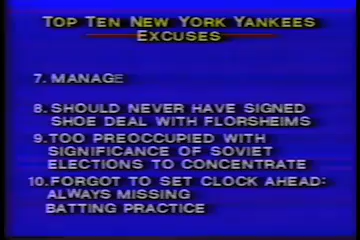 TOP TEN NEW YORK YANKEES
EXCUSES
7. MANAGE
8. SHOULD NEVER HAVE SIGNED
SHOE DEAL WITH FLORSHEIMS
9. TOO PREOCCUPIED WITH
SIGNIFICANCE OF SOVIET
ELECTIONS TO CONCENTRATE
10. FORGOT TO SET CLOCK AHEAD:
ALWAYS MISSING
BATTING PRACTICE